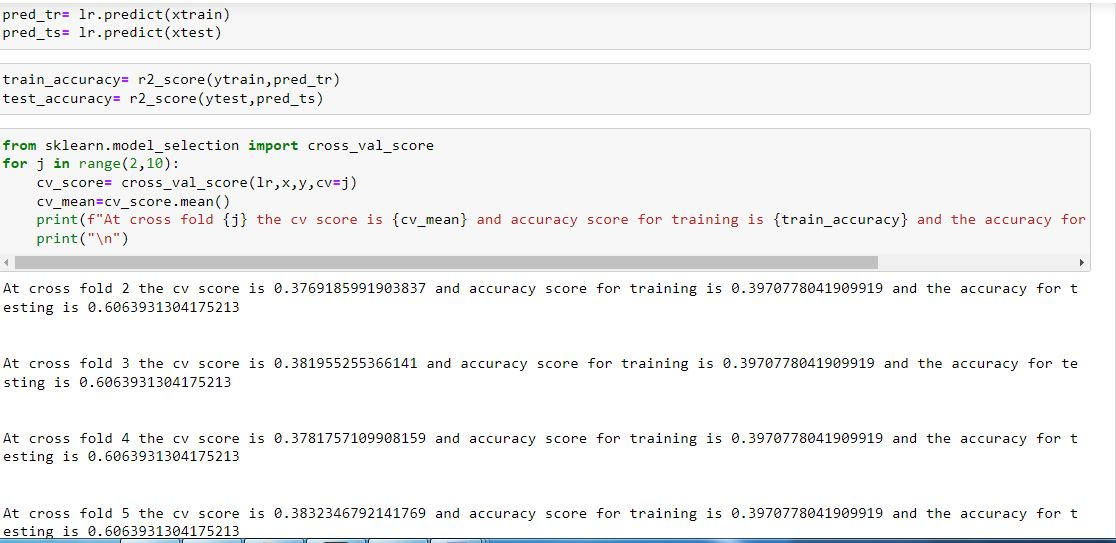 pred_tr= lr.predict(xtrain)
pred_ts= lr.predict(xtest)
train_accuracy= r2_score(ytrain,pred_tr)
test_accuracy= r2_score(ytest,pred_ts)
from sklearn.model_selection import cross_val_score
for j in range(2,10):
    cv_score= cross_val_score(lr,x,y,cv=j)
    cv_mean=cv_score.mean()
    print(f"At cross fold {j} the cv score is {cv_mean} and accuracy score for training is {train_accuracy} and the accuracy for
    print("\n")
At cross fold 2 the cv score is 0.3769185991903837 and accuracy score for training is 0.3970778041909919 and the accuracy for t
esting is 0.6063931304175213
At cross fold 3 the cv score is 0.381955255366141 and accuracy score for training is 0.3970778041909919 and the accuracy for te
sting is 0.6063931304175213
At cross fold 4 the cv score is 0.3781757109908159 and accuracy score for training is 0.3970778041909919 and the accuracy for t
esting is 0.6063931304175213
At cross fold 5 the cv score is 0.3832346792141769 and accuracy score for training is 0.3970778041909919 and the accuracy for t
esting is 0.6063931304175213